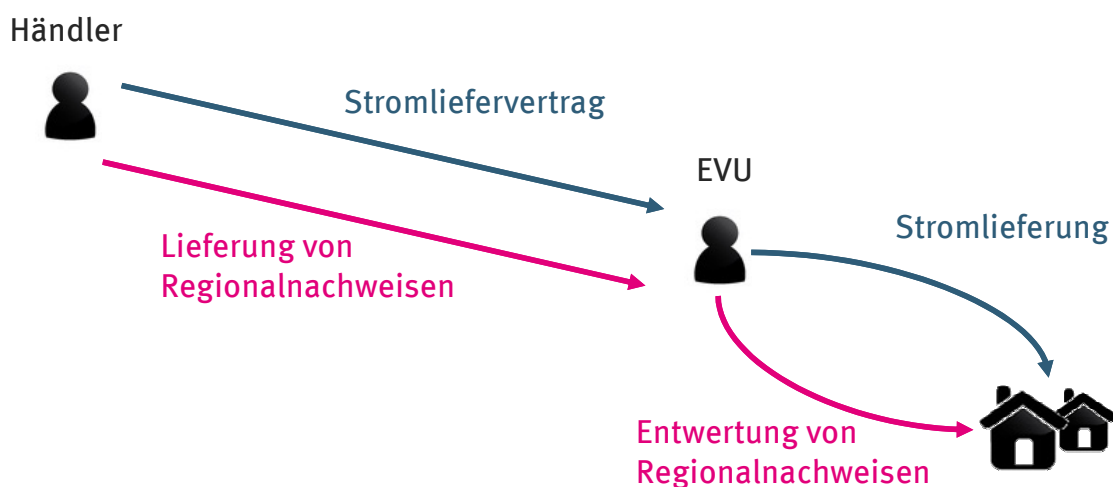 Händler
Stromliefervertrag
EVU
Stromlieferung
Lieferung von
Regionalnachweisen
Entwertung von
Regionalnachweisen